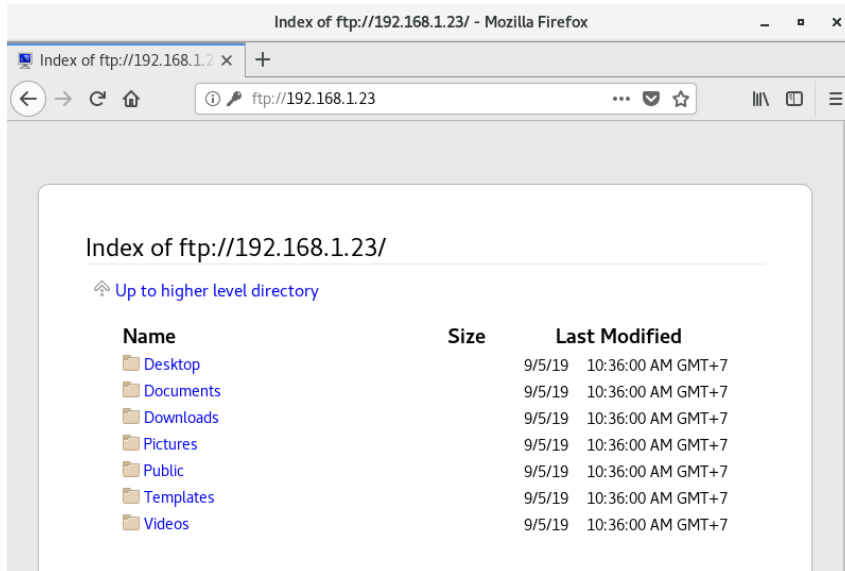 Index of ftp://192.168.1.23/ - Mozilla Firefox
Index of ftp://192.168.1.2
ftp://192.168.1.23
Index of ftp://192.168.1.23/
Up to higher level directory
Name Size Last Modified
Desktop 9/5/19 10:36:00 AM GMT+7
Documents 9/5/19 10:36:00 AM GMT+7
Downloads 9/5/19 10:36:00 AM GMT+7
Pictures 9/5/19 10:36:00 AM GMT+7
Public 9/5/19 10:36:00 AM GMT+7
Templates 9/5/19 10:36:00 AM GMT+7
Videos 9/5/19 10:36:00 AM GMT+7